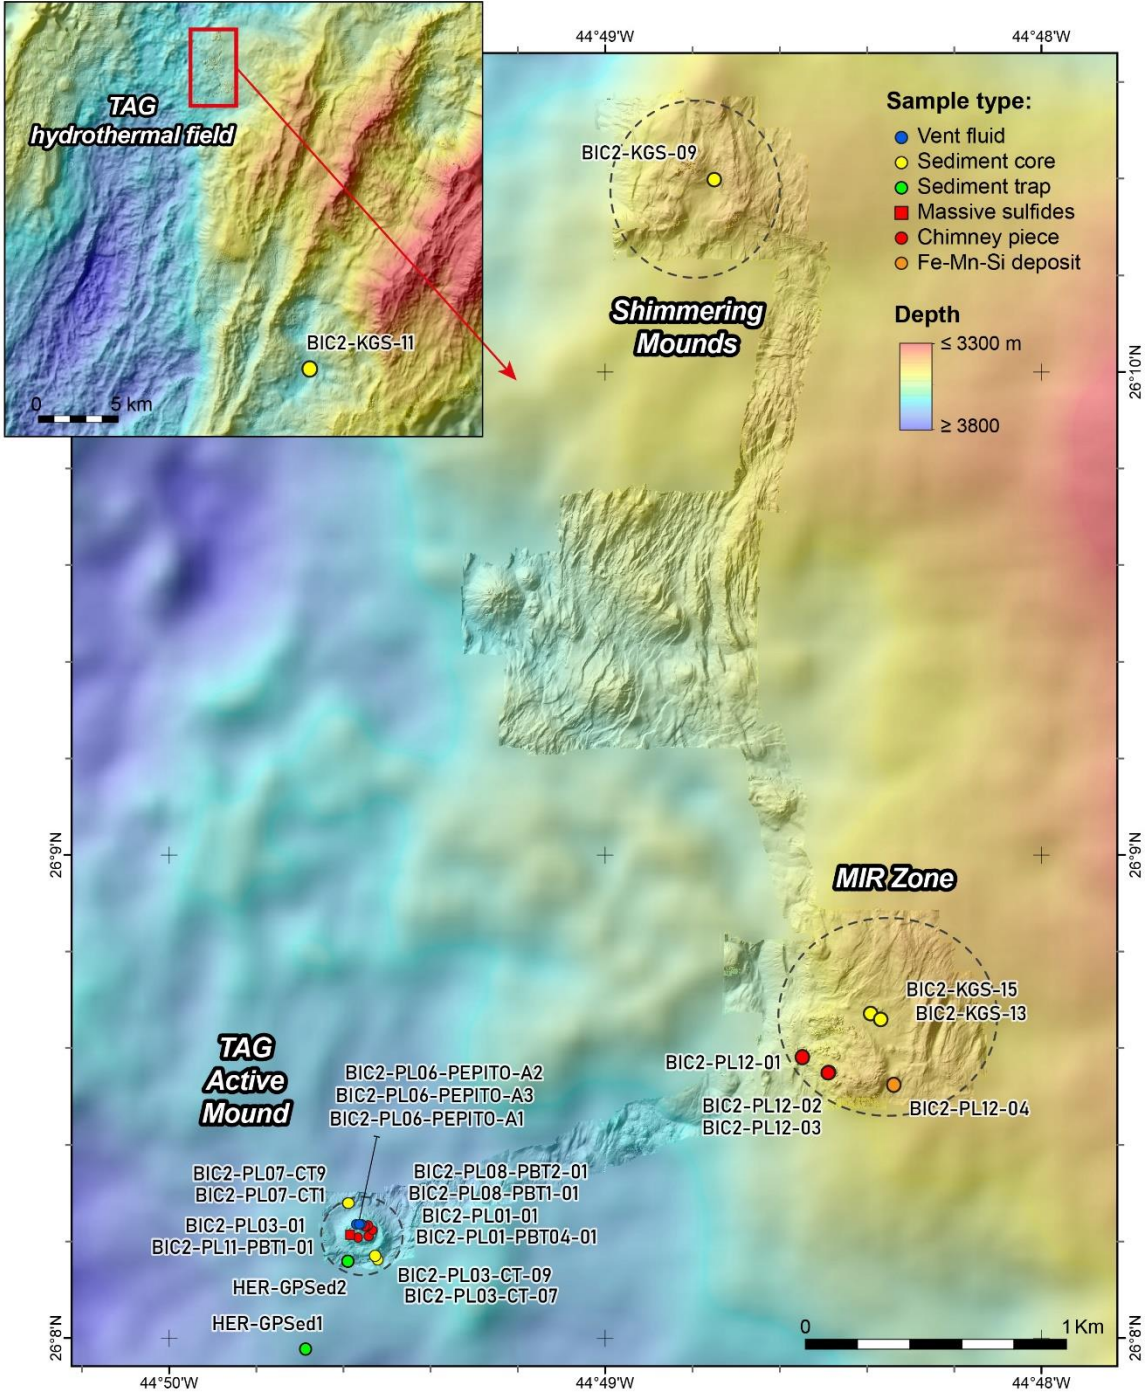 44°49'W
44°48'W
TAG
hydrothermal field
BIC2-KGS-11
0
5 km
BIC2-KGS-09
Shimmering
Mounds
Sample type:
Vent fluid
Sediment core
Sediment trap
Massive sulfides
Chimney piece
Fe-Mn-Si deposit
Depth
≤ 3300 m
≥ 3800
26°10'N
26°9'N
26°9'N
MIR Zone
BIC2-KGS-15
BIC2-KGS-13
BIC2-PL12-01
BIC2-PL12-02
BIC2-PL12-03
BIC2-PL12-04
TAG
Active
Mound
BIC2-PL06-PEPITO-A2
BIC2-PL06-PEPITO-A3
BIC2-PL06-PEPITO-A1
BIC2-PL07-CT9
BIC2-PL07-CT1
BIC2-PL03-01
BIC2-PL11-PBT1-01
BIC2-PL08-PBT2-01
BIC2-PL08-PBT1-01
BIC2-PL01-01
BIC2-PL01-PBT04-01
BIC2-PL03-CT-09
BIC2-PL03-CT-07
HER-GPSed2
HER-GPSed1
0
1 Km
26°8'N
26°8'N
44°50'W
44°49'W
44°48'W